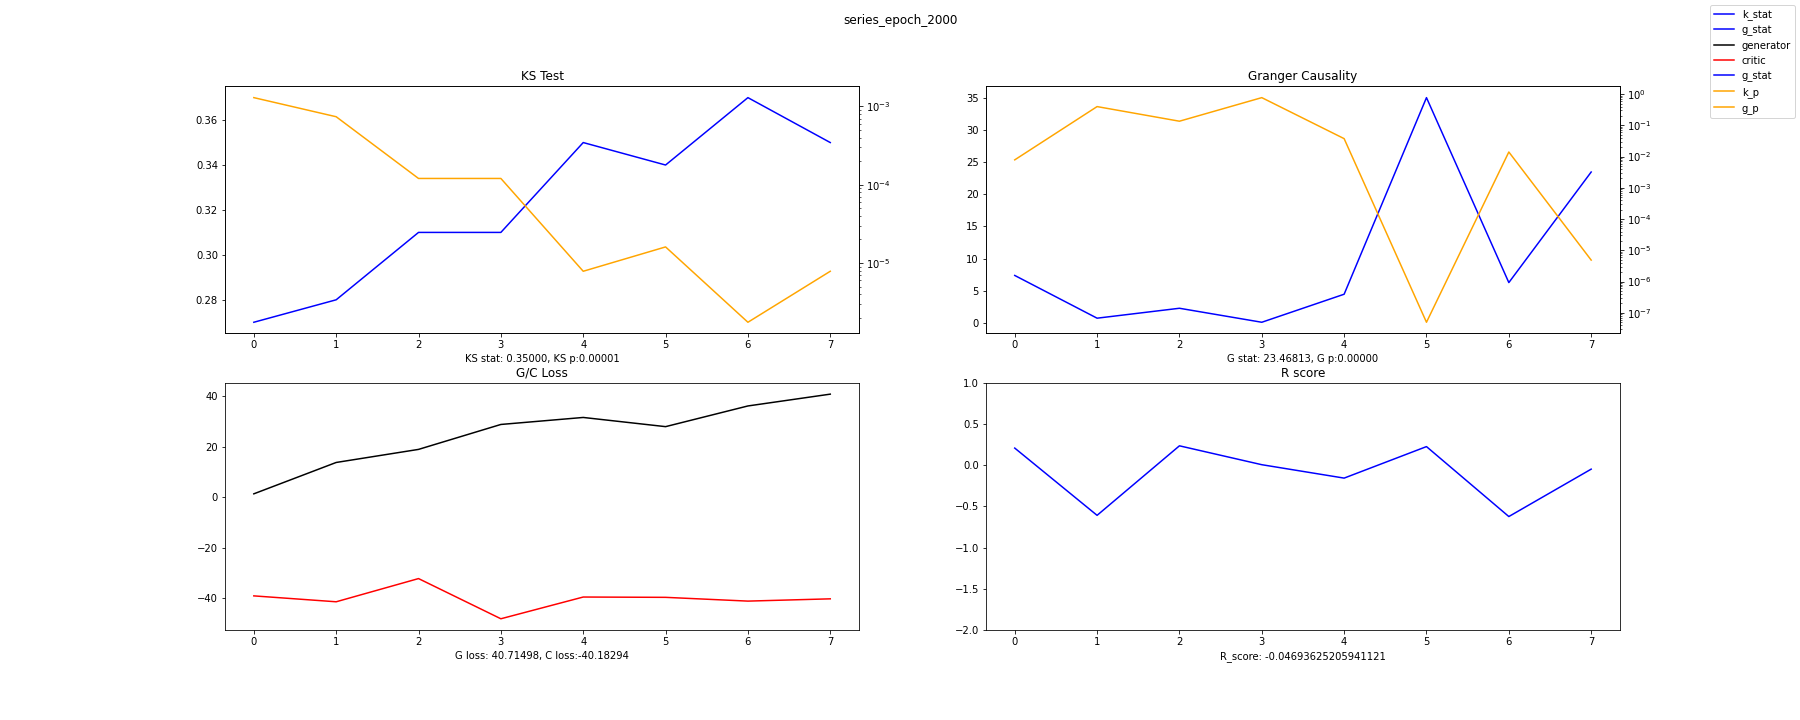 series_epoch_2000
k_stat
g_stat
generator
critic
g_stat
k_p
g_p
KS Test
0.36
0.34
0.32
0.30
0.28
10^-3
10^-4
10^-5
0 1 2 3 4 5 6 7
KS stat: 0.35000, KS p:0.00001
Granger Causality
35
30
25
20
15
10
5
0
10^0
10^-1
10^-2
10^-3
10^-4
10^-5
10^-6
10^-7
0 1 2 3 4 5 6 7
G stat: 23.46813, G p:0.00000
G/C Loss
40
20
0
−20
−40
0 1 2 3 4 5 6 7
G loss: 40.71498, C loss:-40.18294
R score
1.0
0.5
0.0
−0.5
−1.0
−1.5
−2.0
0 1 2 3 4 5 6 7
R_score: -0.04693625205941121